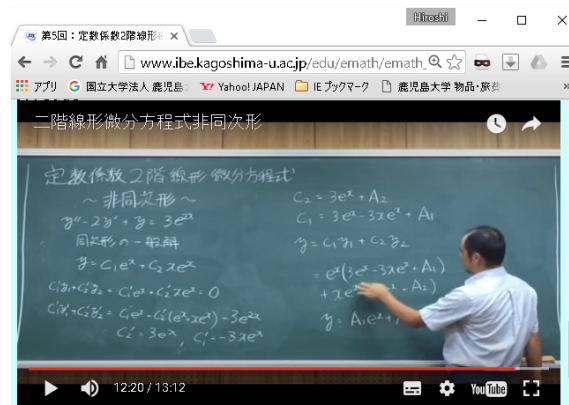 Hiroshi
第5回：定数係数2階線形
www.ibe.kagoshima-u.ac.jp/edu/emath/emath_
アプリ 国立大学法人 鹿児島 Yahoo! JAPAN IE ブックマーク 鹿児島大学 物品・旅費
二階線形微分方程式非同次形
定数係数2階線形微分方程式
～非同次形～
y''-2y'+y=3e^{2x}
同次形の一般解
y=C₁e^x+C₂xe^x
C₁'y₁+C₂'y₂=C₁'e^x+C₂'xe^x=0
C₁'y₁'+C₂'y₂'=C₁'e^x+C₂'(e^x+xe^x)=3e^{2x}
C₂'=3e^x, C₁'=-3xe^x
C₂=3e^x+A₂
C₁=3e^x-3xe^x+A₁
y=C₁y₁+C₂y₂
=e^x(3e^x-3xe^x+A₁)
+xe^x
+A₂)
y=A₁e^x+
12:20 / 13:12
YouTube